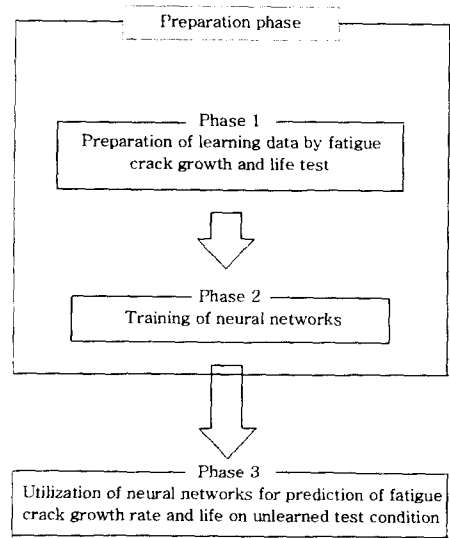 Preparation phase
Phase 1
Preparation of learning data by fatigue
crack growth and life test
Phase 2
Training of neural networks
Phase 3
Utilization of neural networks for prediction of fatigue
crack growth rate and life on unlearned test condition